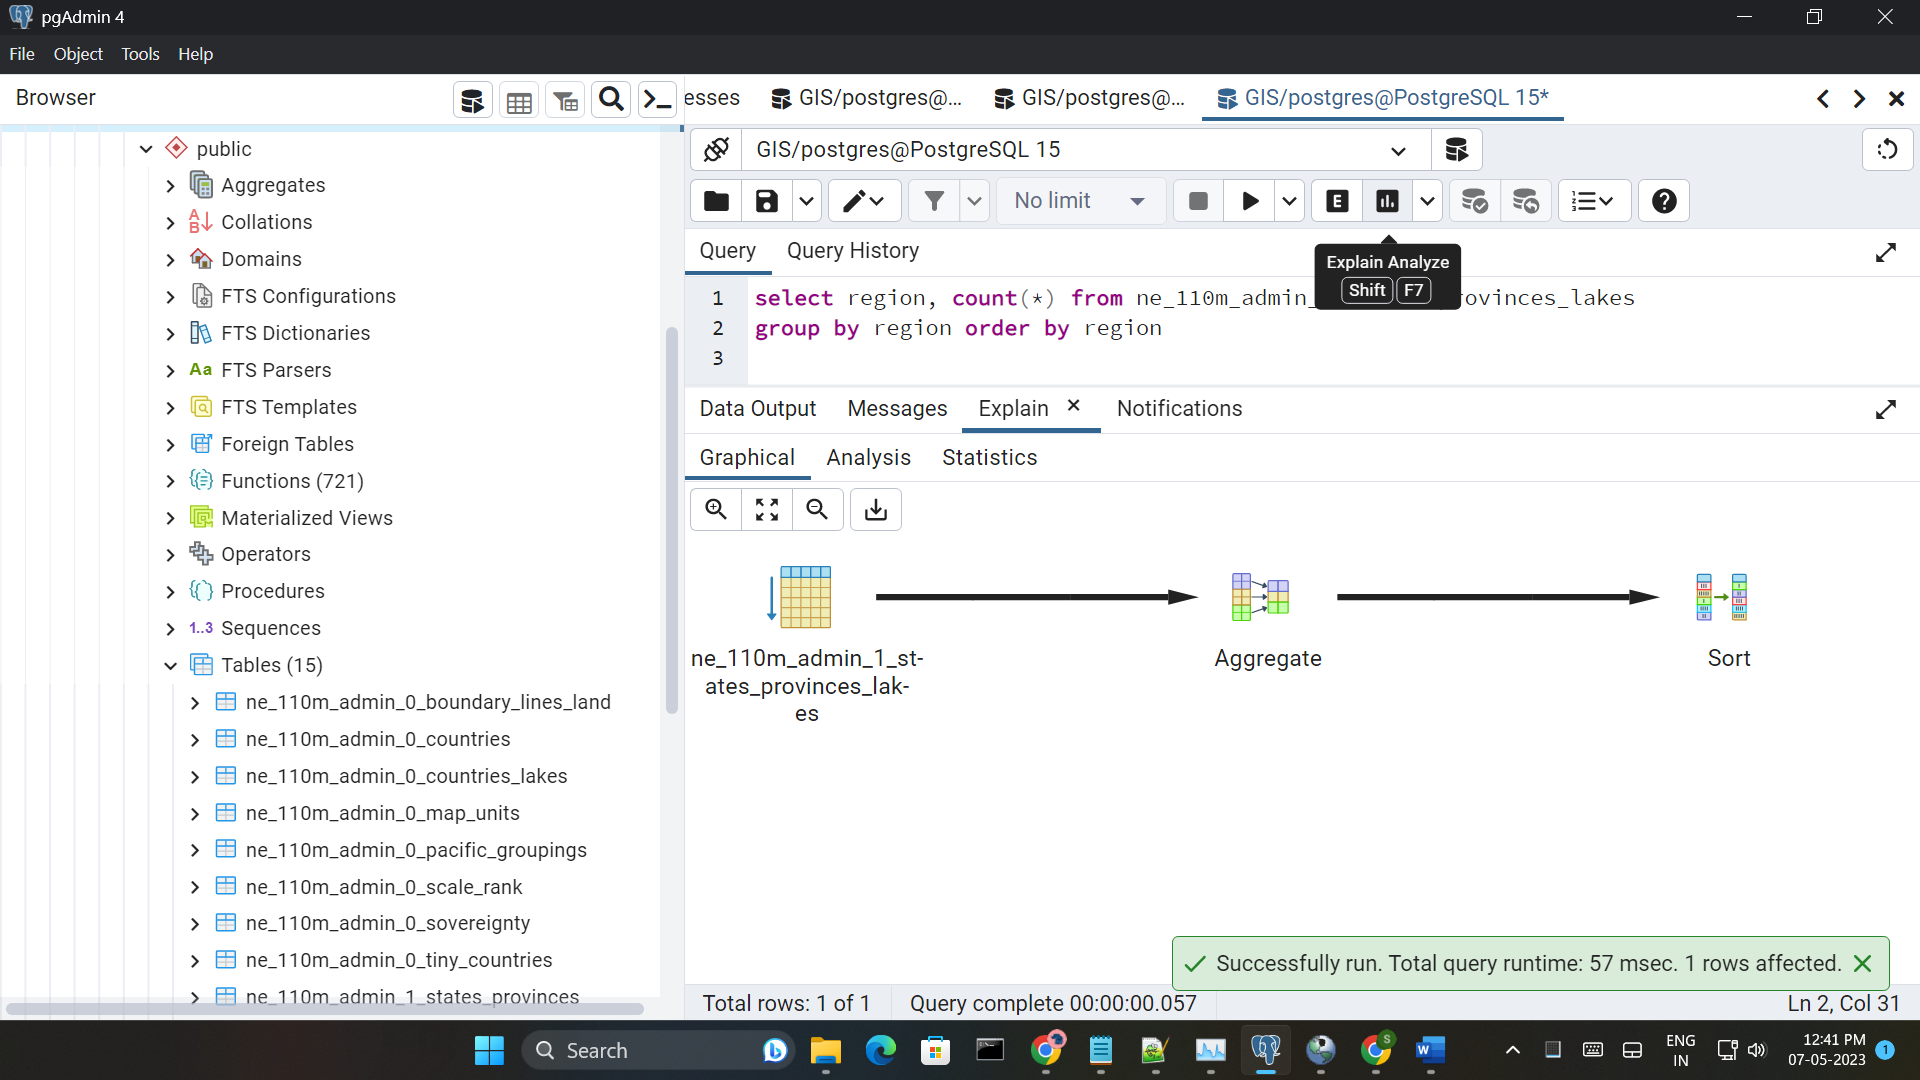 pgAdmin 4
File Object Tools Help
Browser
esses GIS/postgres@... GIS/postgres@... GIS/postgres@PostgreSQL 15*
GIS/postgres@PostgreSQL 15
No limit
E
Query Query History
Explain Analyze
Shift F7
1 select region, count(*) from ne_110m_admin_ rovinces_lakes
2 group by region order by region
3
Data Output Messages Explain Notifications
Graphical Analysis Statistics
ne_110m_admin_1_st-
ates_provinces_lak-
es
Aggregate
Sort
public
Aggregates
Collations
Domains
FTS Configurations
FTS Dictionaries
Aa FTS Parsers
FTS Templates
Foreign Tables
Functions (721)
Materialized Views
Operators
Procedures
1..3 Sequences
Tables (15)
ne_110m_admin_0_boundary_lines_land
ne_110m_admin_0_countries
ne_110m_admin_0_countries_lakes
ne_110m_admin_0_map_units
ne_110m_admin_0_pacific_groupings
ne_110m_admin_0_scale_rank
ne_110m_admin_0_sovereignty
ne_110m_admin_0_tiny_countries
ne_110m_admin_1_states_provinces
Successfully run. Total query runtime: 57 msec. 1 rows affected.
Total rows: 1 of 1 Query complete 00:00:00.057 Ln 2, Col 31
Search
ENG
IN
12:41 PM
07-05-2023
1